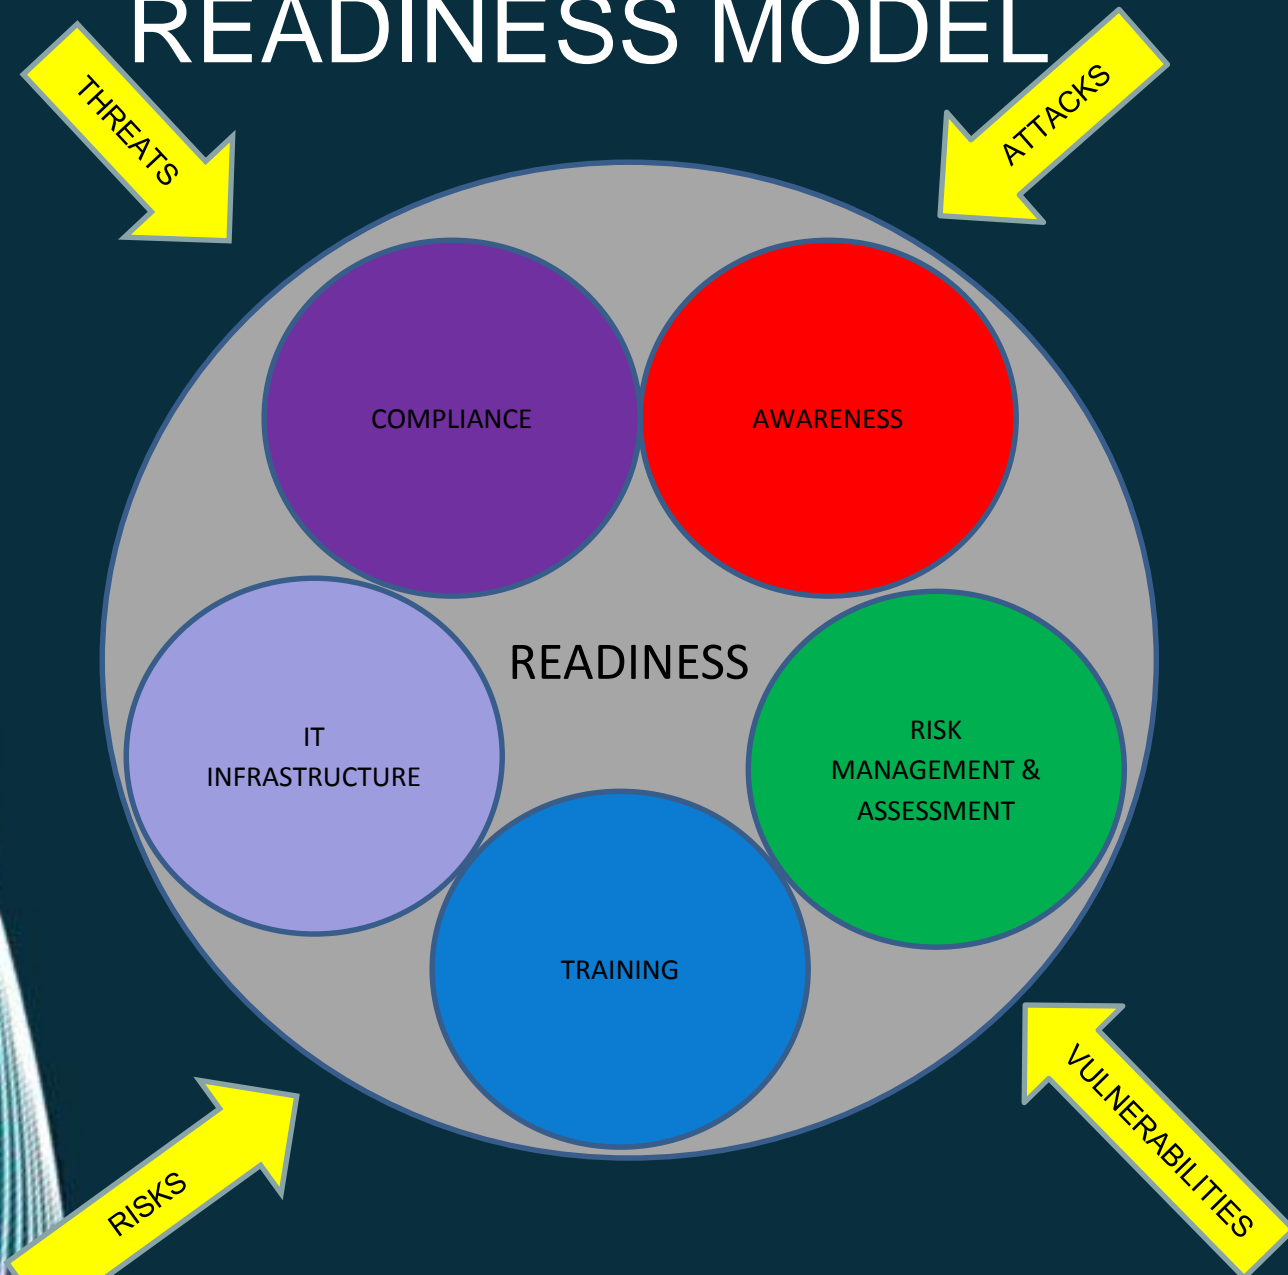 READINESS MODEL
THREATS
ATTACKS
COMPLIANCE
AWARENESS
READINESS
IT
INFRASTRUCTURE
RISK
MANAGEMENT &
ASSESSMENT
TRAINING
RISKS
VULNERABILITIES